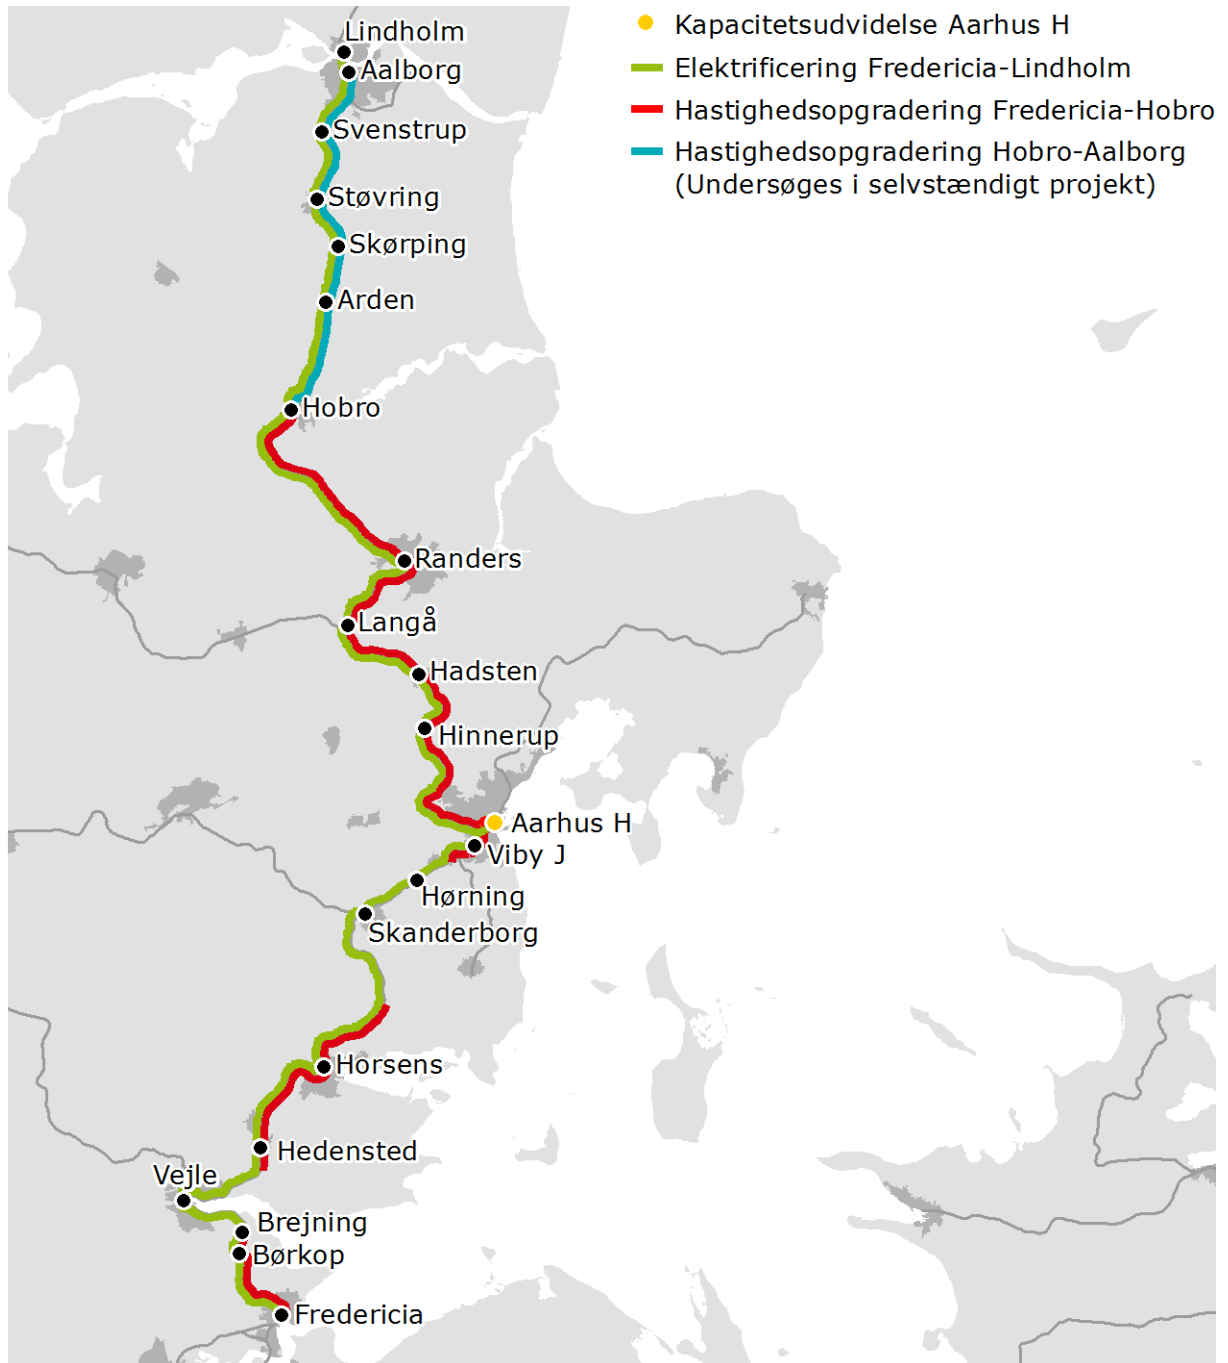 Kapacitetsudvidelse Aarhus H
Elektrificering Fredericia-Lindholm
Hastighedsopgradering Fredericia-Hobro
Hastighedsopgradering Hobro-Aalborg
(Undersøges i selvstændigt projekt)
Lindholm
Aalborg
Svenstrup
Støvring
Skørping
Arden
Hobro
Randers
Langå
Hadsten
Hinnerup
Aarhus H
Viby J
Hørning
Skanderborg
Horsens
Hedensted
Vejle
Brejning
Børkop
Fredericia